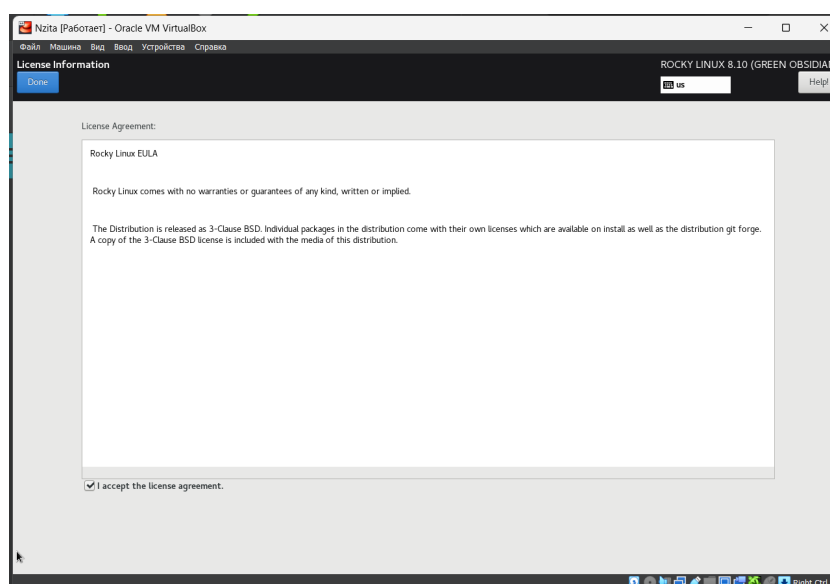 Nzita [Работает] - Oracle VM VirtualBox
Файл Машина Вид Ввод Устройства Справка
License Information
ROCKY LINUX 8.10 (GREEN OBSIDIAN
Done
us
Help!
License Agreement:
Rocky Linux EULA
Rocky Linux comes with no warranties or guarantees of any kind, written or implied.
The Distribution is released as 3-Clause BSD. Individual packages in the distribution come with their own licenses which are available on install as well as the distribution git forge.
A copy of the 3-Clause BSD license is included with the media of this distribution.
I accept the license agreement.
Right Ctrl